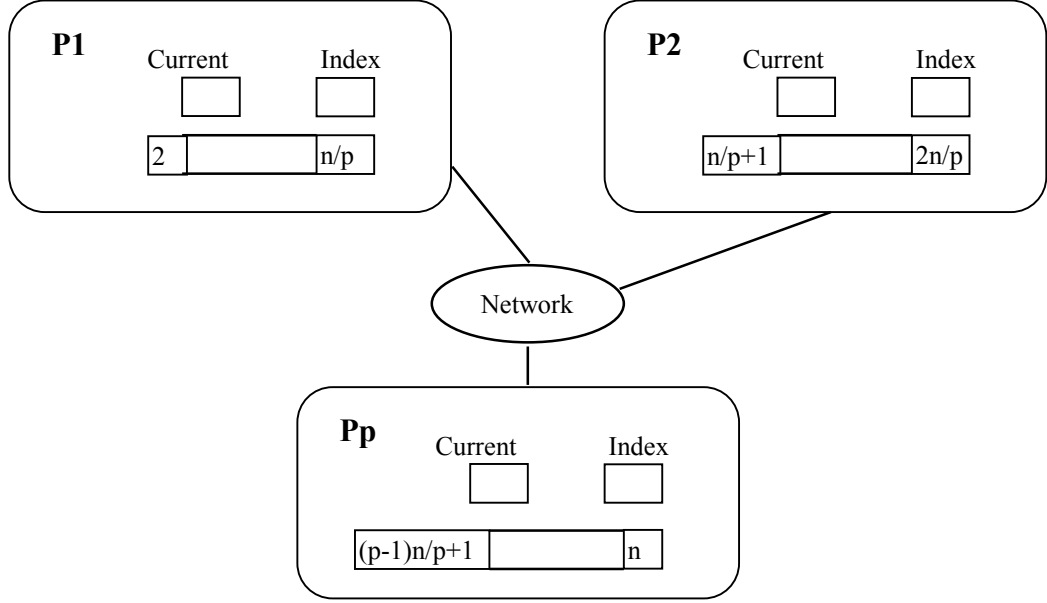 P1
Current Index
2 n/p
P2
Current Index
n/p+1 2n/p
Network
Pp
Current Index
(p-1)n/p+1 n